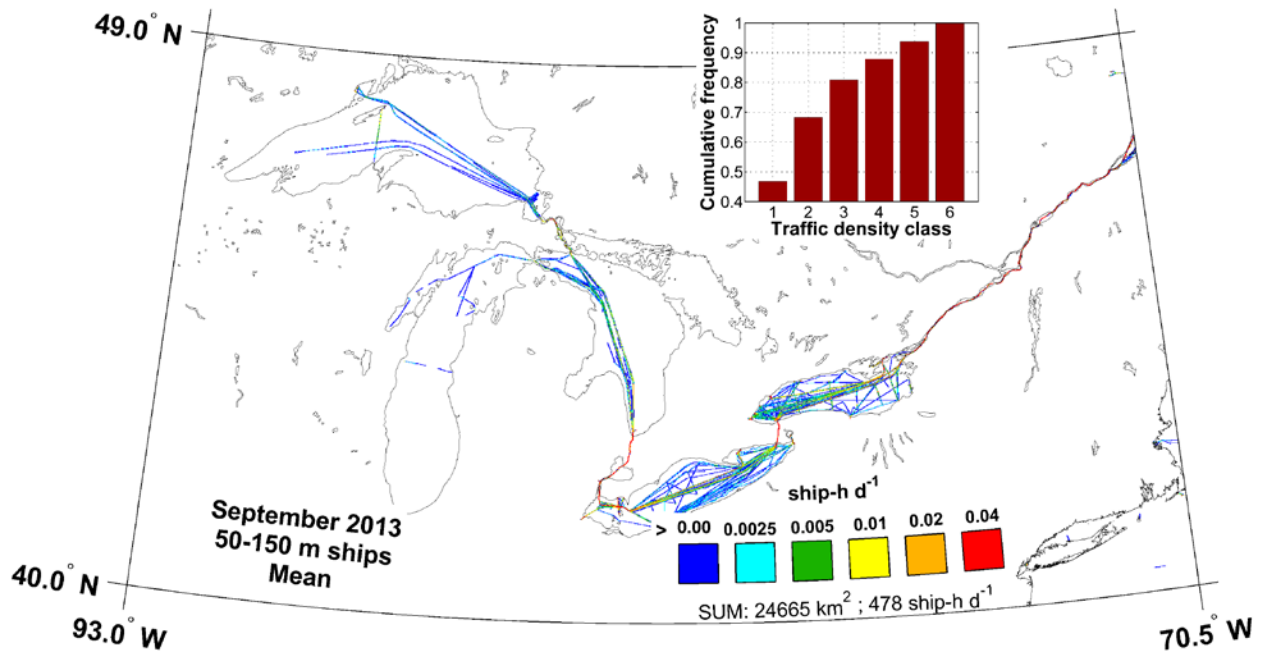 49.0° N
1
0.9
0.8
0.7
0.6
0.5
0.4
Cumulative frequency
1 2 3 4 5 6
Traffic density class
September 2013
50-150 m ships
Mean
ship-h d⁻¹
> 0.00 0.0025 0.005 0.01 0.02 0.04
SUM: 24665 km² ; 478 ship-h d⁻¹
40.0° N
93.0° W
70.5° W